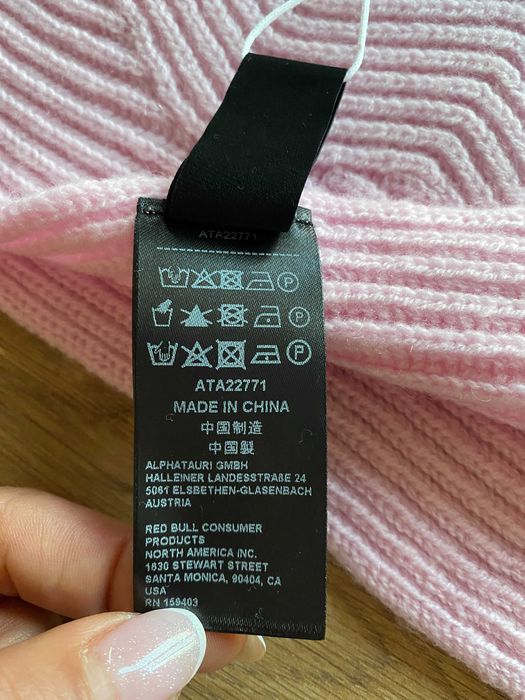 ATA22771
ATA22771
MADE IN CHINA
中国制造
中國製
ALPHATAURI GMBH
HALLEINER LANDESSTRAßE 24
5061 ELSBETHEN-GLASENBACH
AUSTRIA
RED BULL CONSUMER
PRODUCTS
NORTH AMERICA INC.
1630 STEWART STREET
SANTA MONICA, 90404, CA
USA
RN 159403